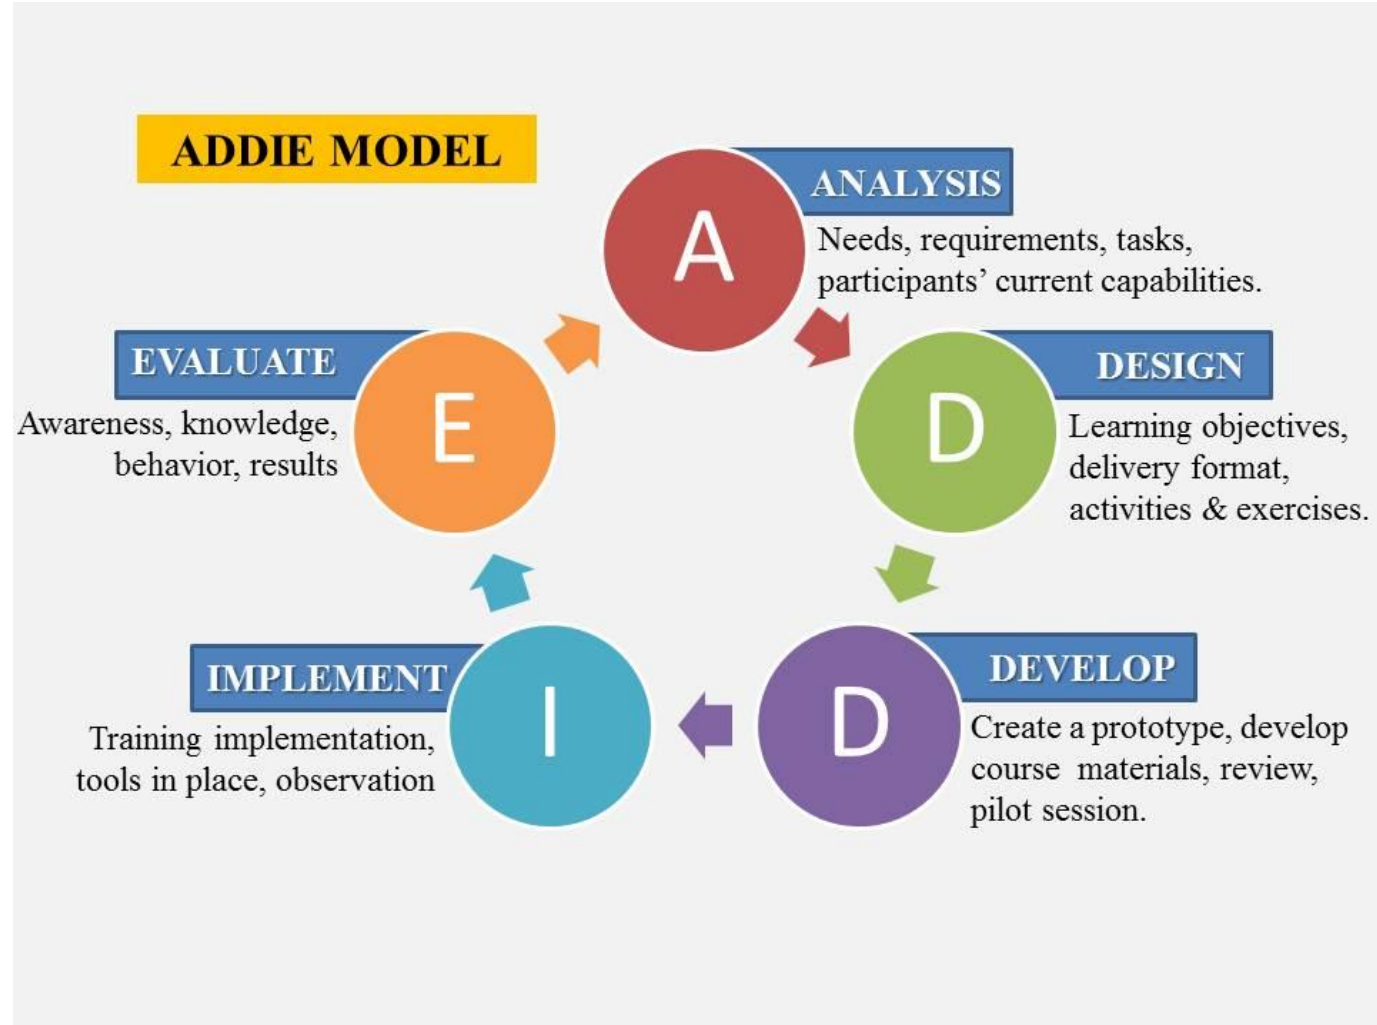 ADDIE MODEL
A
ANALYSIS
Needs, requirements, tasks,
participants’ current capabilities.
D
DESIGN
Learning objectives,
delivery format,
activities & exercises.
D
DEVELOP
Create a prototype, develop
course materials, review,
pilot session.
I
IMPLEMENT
Training implementation,
tools in place, observation
E
EVALUATE
Awareness, knowledge,
behavior, results